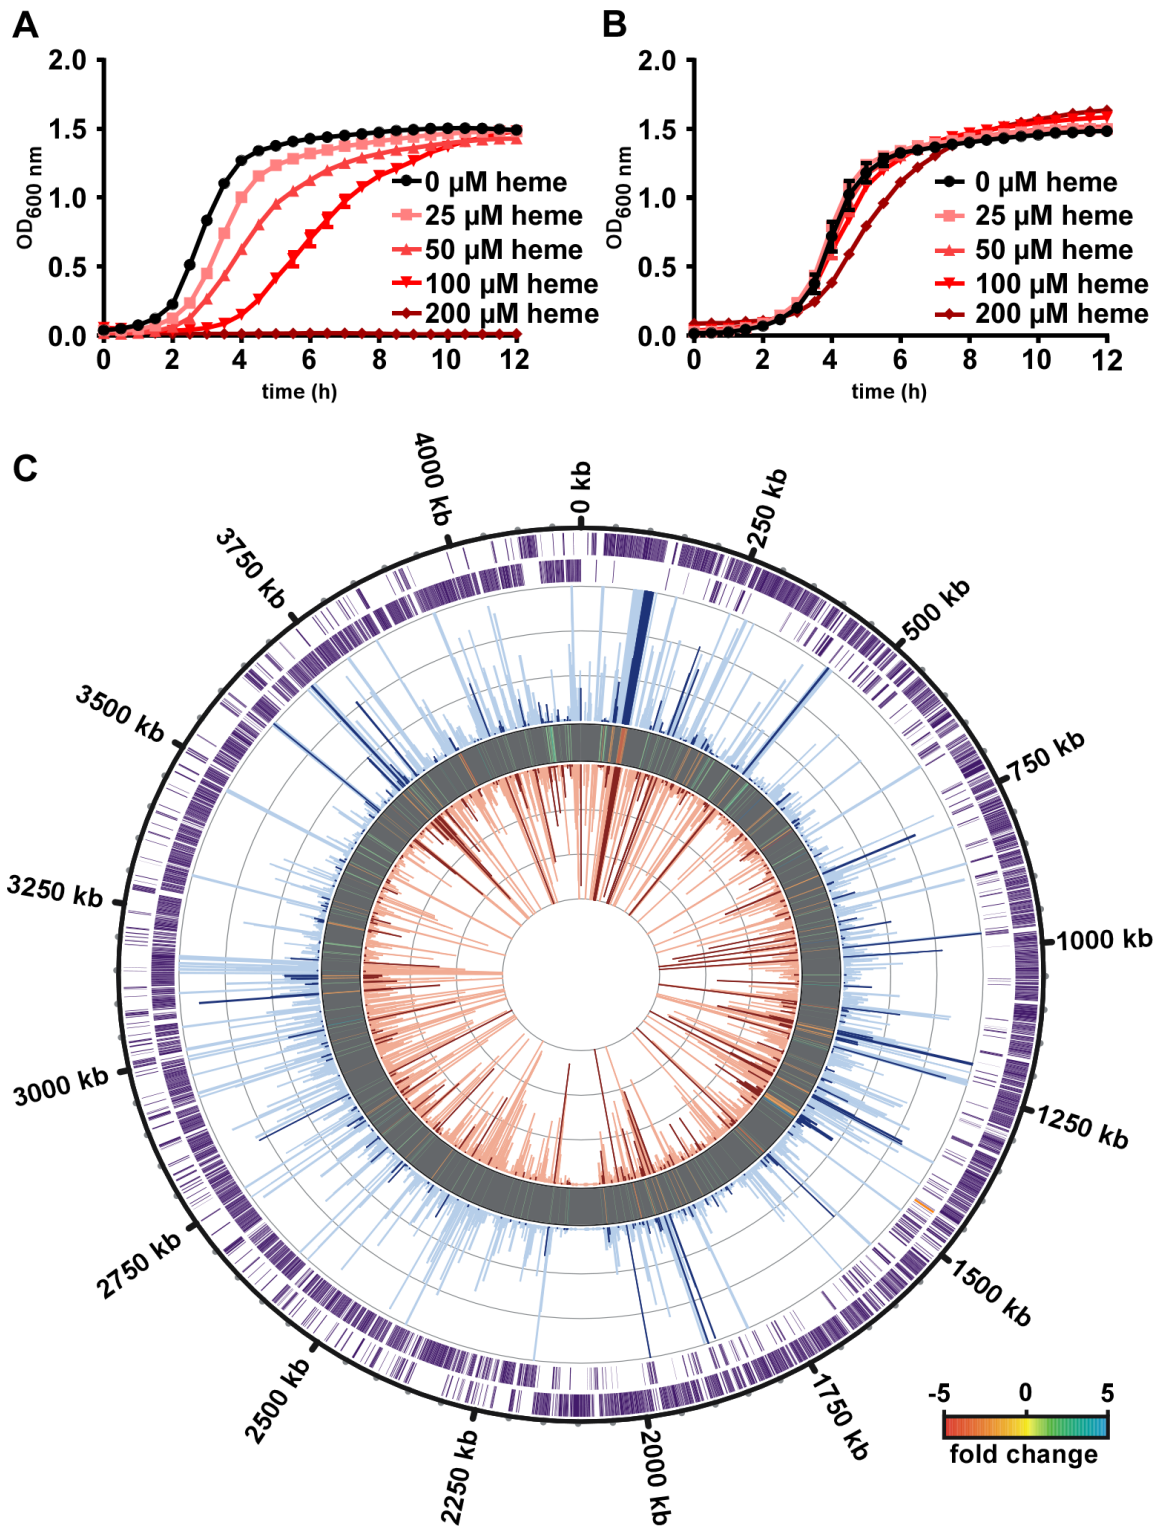 A
2.0
1.5
1.0
0.5
0.0
OD600 nm
0 2 4 6 8 10 12
time (h)
0 µM heme
25 µM heme
50 µM heme
100 µM heme
200 µM heme
B
2.0
1.5
1.0
0.5
0.0
OD600 nm
0 2 4 6 8 10 12
time (h)
0 µM heme
25 µM heme
50 µM heme
100 µM heme
200 µM heme
C
0 kb
250 kb
500 kb
750 kb
1000 kb
1250 kb
1500 kb
1750 kb
2000 kb
2250 kb
2500 kb
2750 kb
3000 kb
3250 kb
3500 kb
3750 kb
4000 kb
-5 0 5
fold change